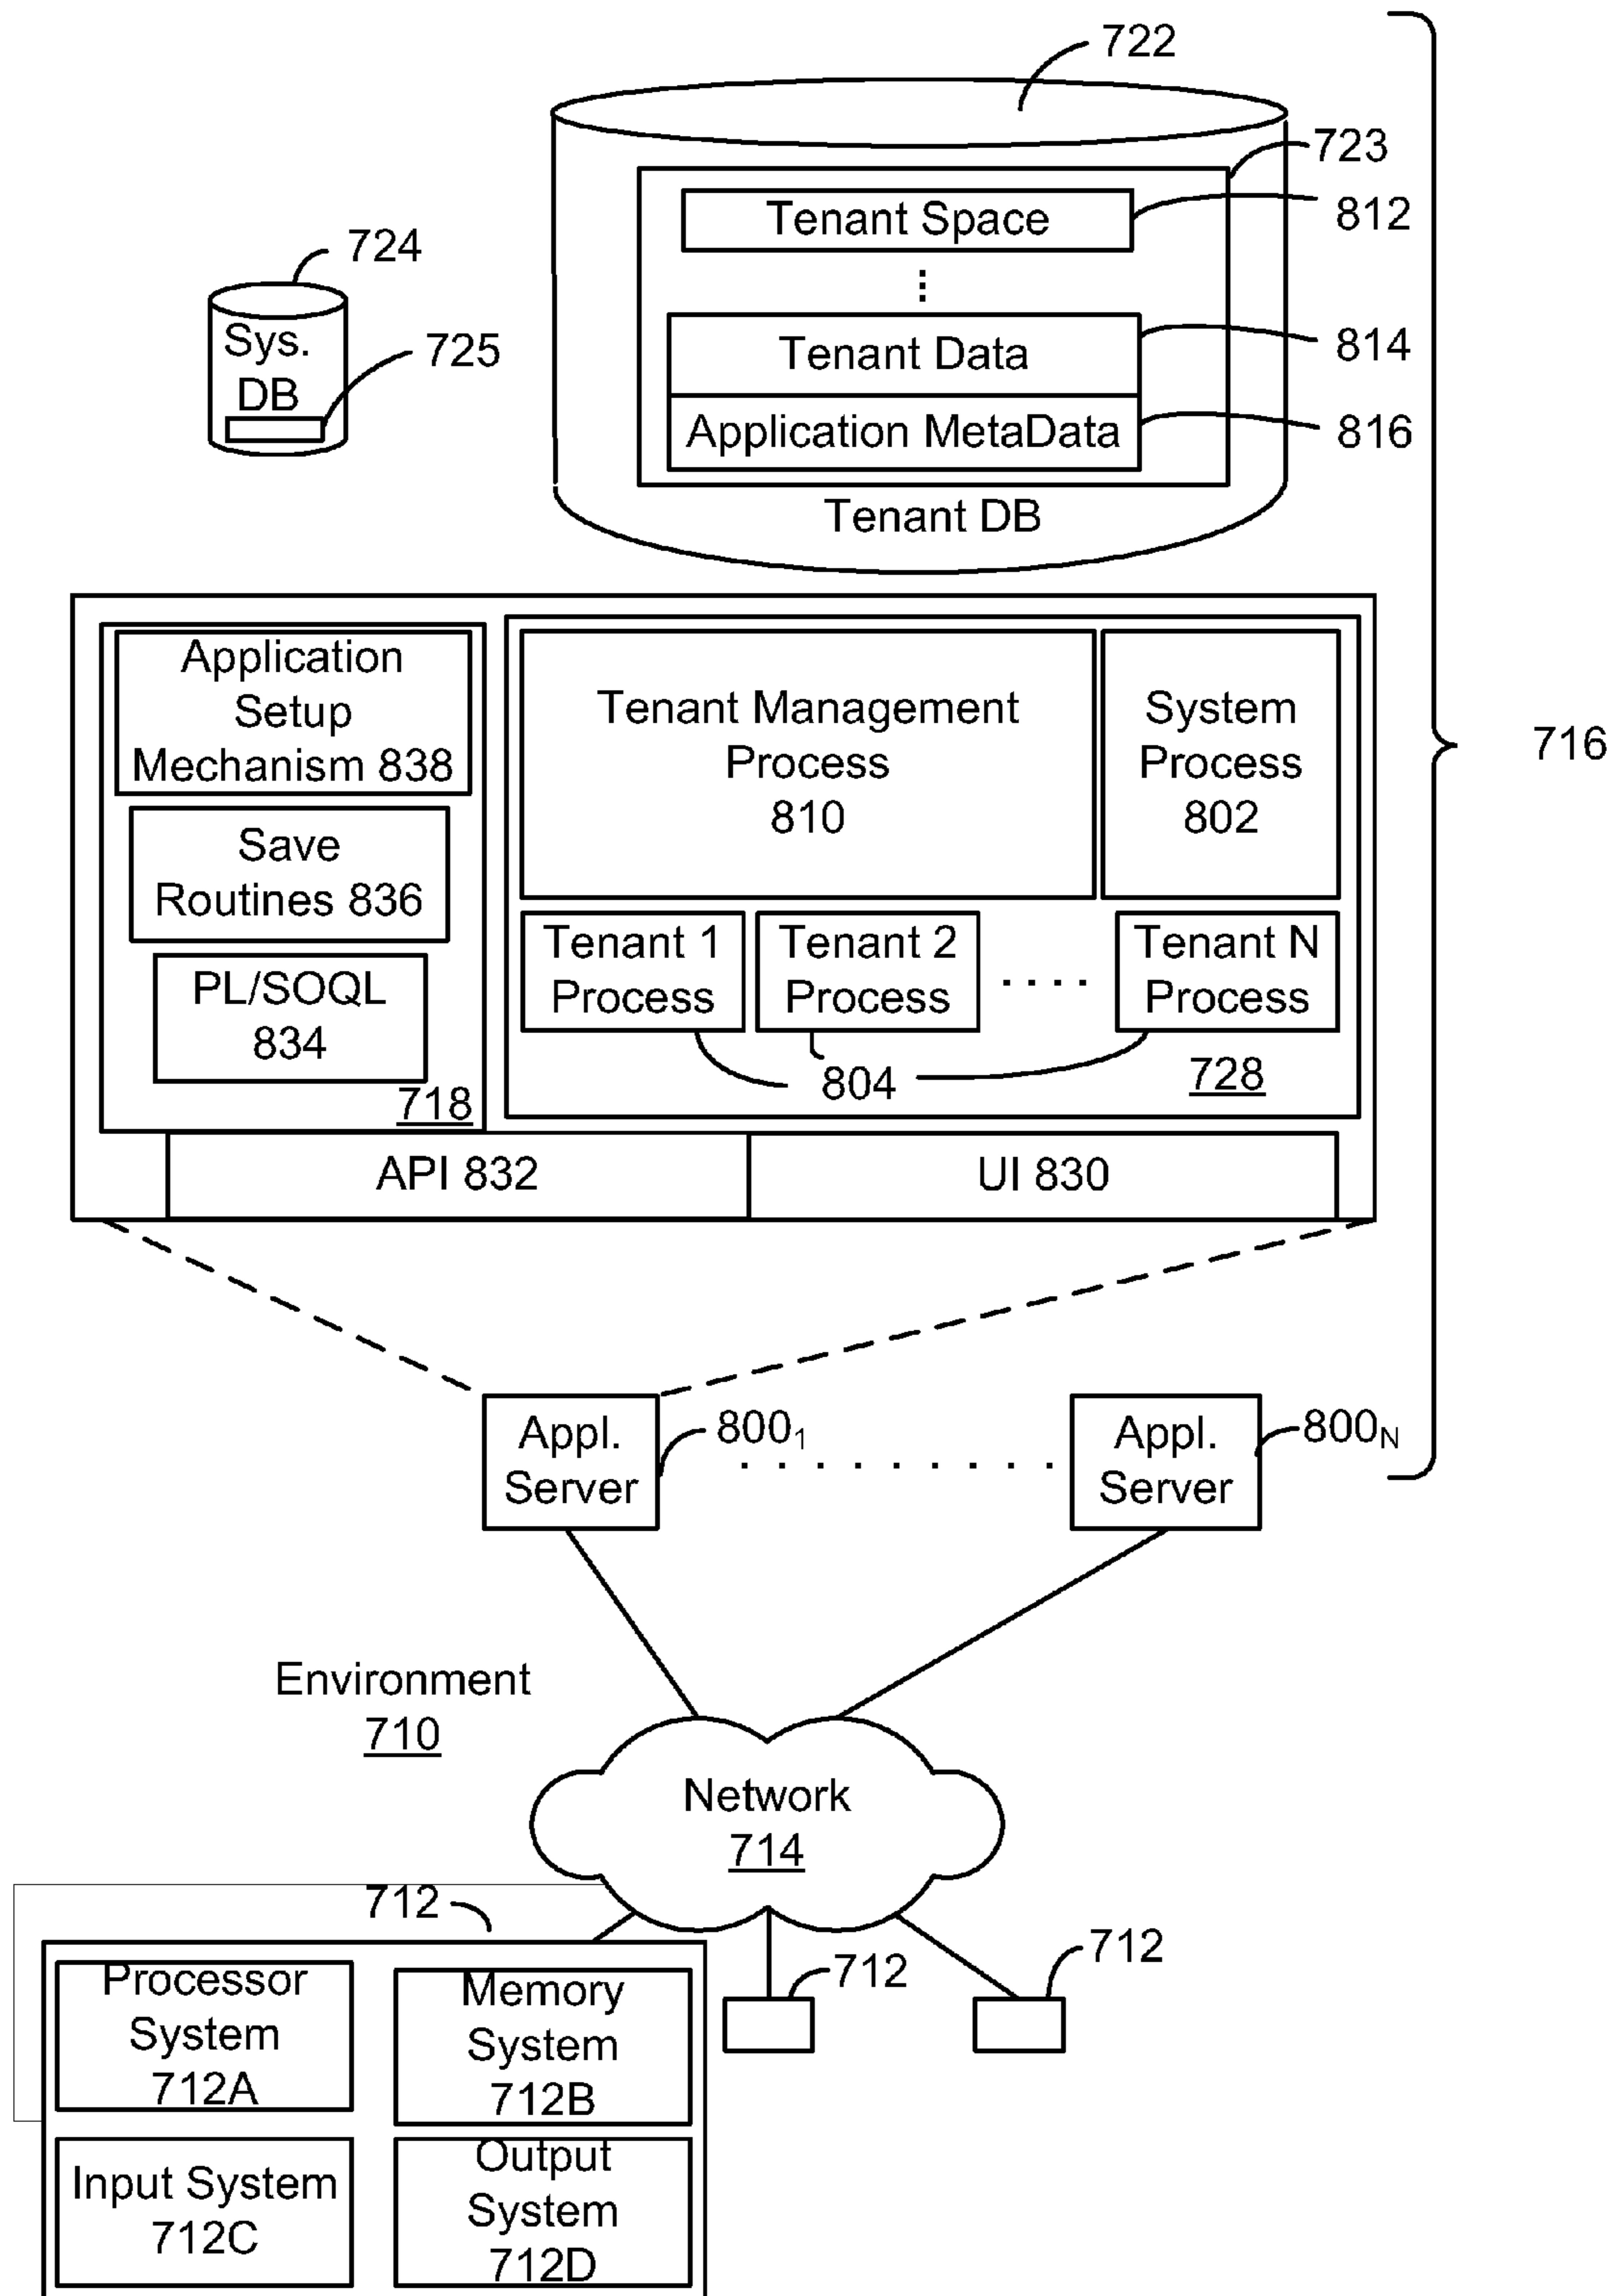 722
723
Tenant Space
812
724
Sys.
DB
725
Tenant Data
814
Application MetaData
816
Tenant DB
716
Application
Setup
Mechanism 838
Save
Routines 836
PL/SOQL
834
718
Tenant Management
Process
810
System
Process
802
Tenant 1
Process
Tenant 2
Process
. . . .
Tenant N
Process
804
728
API 832
UI 830
Appl.
Server
800₁
. . . . . . . . .
Appl.
Server
800N
Environment
710
Network
714
712
712
712
Processor
System
712A
Memory
System
712B
Input System
712C
Output
System
712D